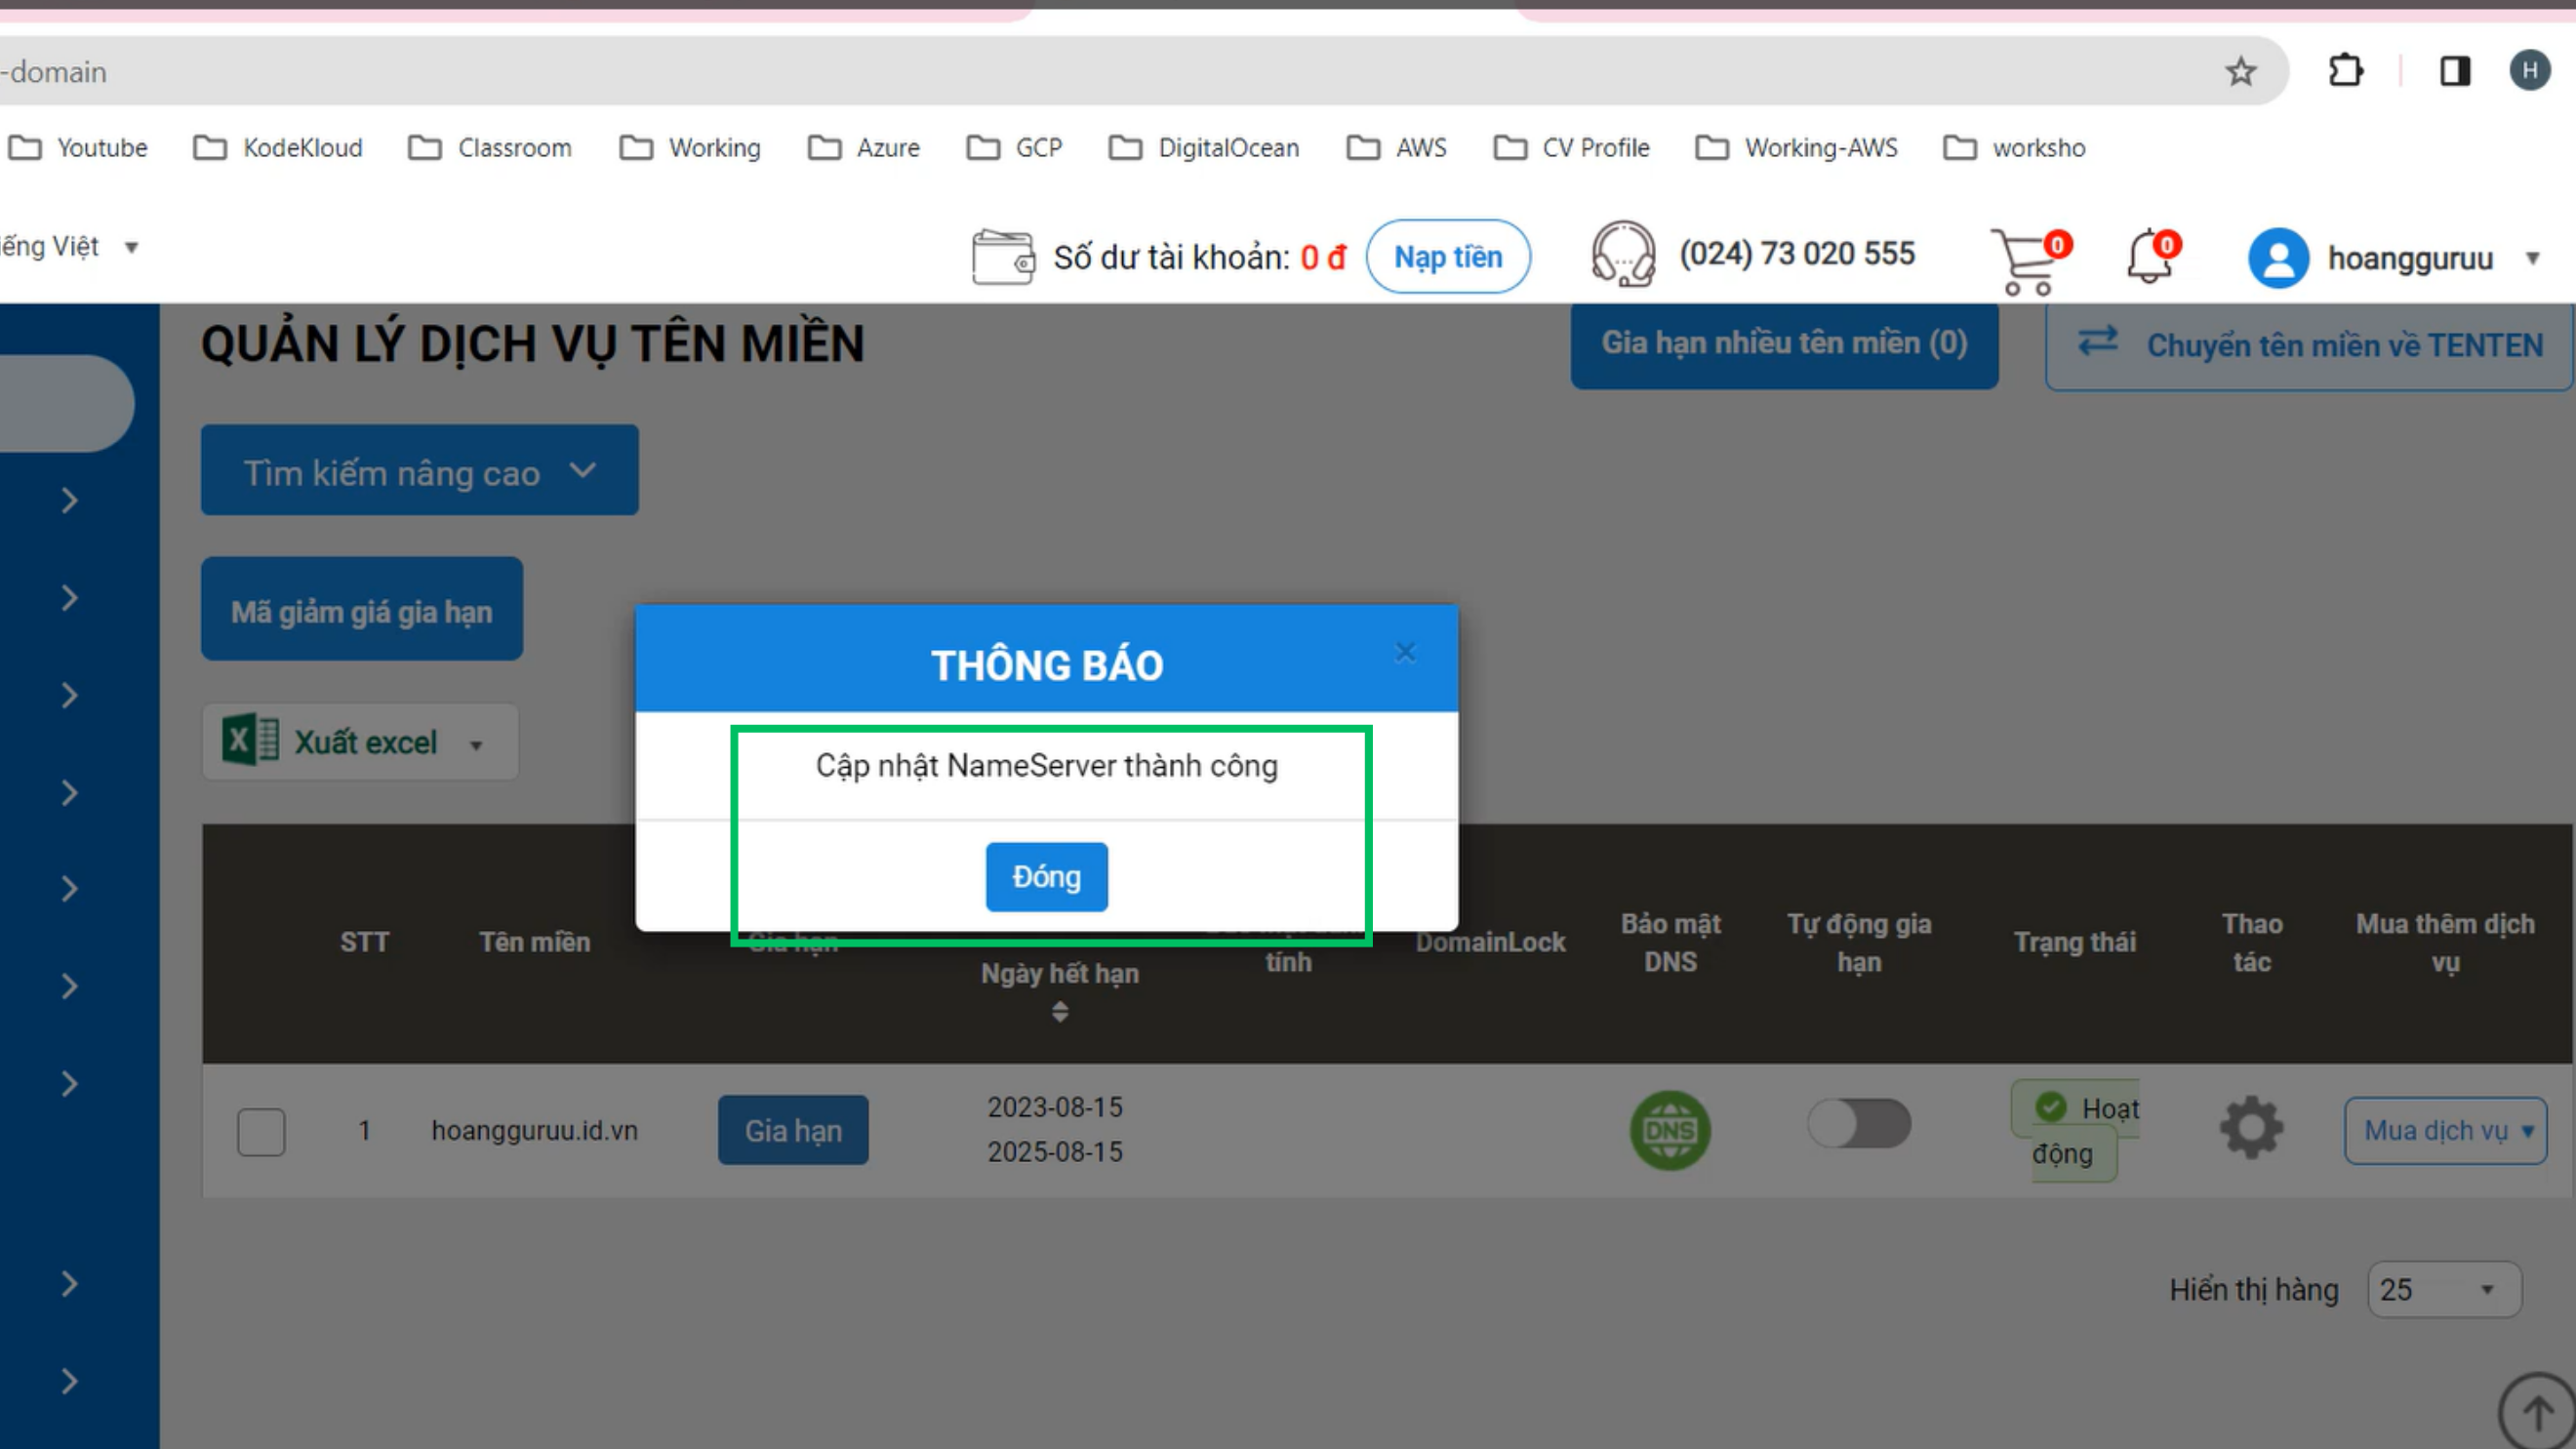 -domain
Youtube
KodeKloud
Classroom
Working
Azure
GCP
DigitalOcean
AWS
CV Profile
Working-AWS
worksho
H
iếng Việt
Số dư tài khoản: 0 đ
Nạp tiền
(024) 73 020 555
0
0
hoangguruu
QUẢN LÝ DỊCH VỤ TÊN MIỀN
Gia hạn nhiều tên miền (0)
Chuyển tên miền về TENTEN
Tìm kiếm nâng cao
Mã giảm giá gia hạn
Xuất excel
THÔNG BÁO
×
Cập nhật NameServer thành công
Đóng
STT
Tên miền
Gia hạn
Ngày hết hạn
tính
DomainLock
Bảo mật
DNS
Tự động gia
hạn
Trạng thái
Thao
tác
Mua thêm dịch
vụ
1
hoangguruu.id.vn
Gia hạn
2023-08-15
2025-08-15
DNS
Hoạt
động
Mua dịch vụ
Hiển thị hàng
25